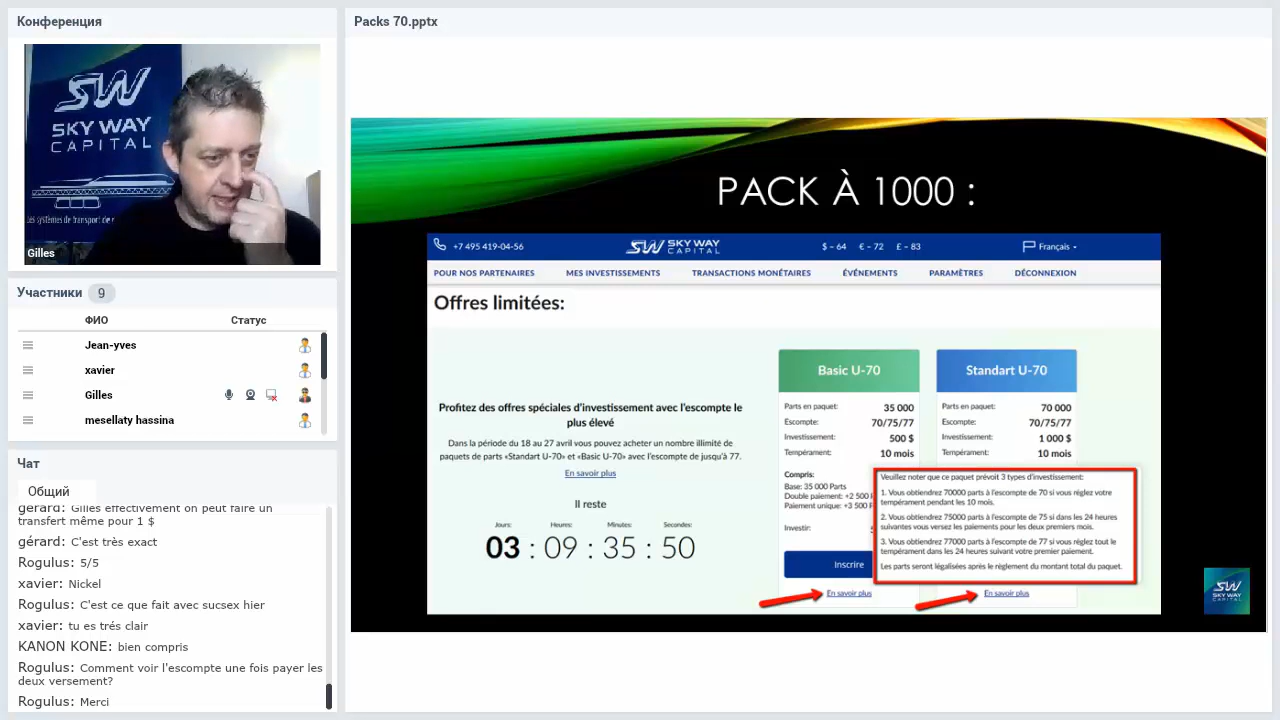 Конференция
SW
SKY WAY
CAPITAL
Gilles
Участники 9
ФИО Статус
Jean-yves
xavier
Gilles
mesellaty hassina
Чат
Общий
gérard: Gilles effectivement on peut faire un
transfert même pour 1 $
gérard: C'est très exact
Rogulus: 5/5
xavier: Nickel
Rogulus: C'est ce que fait avec sucsex hier
xavier: tu es trés clair
KANON KONE: bien compris
Rogulus: Comment voir l'escompte une fois payer les
deux versement?
Rogulus: Merci
Packs 70.pptx
PACK À 1000 :
+7 495 419-04-56 SW SKY WAY CAPITAL $ – 64 € – 72 £ – 83 Français
POUR NOS PARTENAIRES MES INVESTISSEMENTS TRANSACTIONS MONÉTAIRES ÉVÉNEMENTS PARAMÈTRES DÉCONNEXION
Offres limitées:
Profitez des offres spéciales d'investissement avec l'escompte le
plus élevé
Dans la période du 18 au 27 avril vous pouvez acheter un nombre illimité de
paquets de parts «Standart U-70» et «Basic U-70» avec l'escompte de jusqu'à 77.
En savoir plus
Il reste
Jours: Heures: Minutes: Secondes:
03 : 09 : 35 : 50
Basic U-70
Parts en paquet: 35 000
Escompte: 70/75/77
Investissement: 500 $
Tempérament: 10 mois
Compris:
Base: 35 000 Parts
Double paiement: +2 500
Paiement unique: +3 500
Investir:
Inscrire
En savoir plus
Standart U-70
Parts en paquet: 70 000
Escompte: 70/75/77
Investissement: 1 000 $
Tempérament: 10 mois
Veuillez noter que ce paquet prévoit 3 types d'investissement:
1. Vous obtiendrez 70000 parts à l'escompte de 70 si vous réglez votre
tempérament pendant les 10 mois.
2. Vous obtiendrez 75000 parts à l'escompte de 75 si dans les 24 heures
suivantes vous versez les paiements pour les deux premiers mois.
3. Vous obtiendrez 77000 parts à l'escompte de 77 si vous réglez tout le
tempérament dans les 24 heures suivant votre premier paiement.
Les parts seront légalisées après le règlement du montant total du paquet.
En savoir plus
SW
SKY WAY
CAPITAL